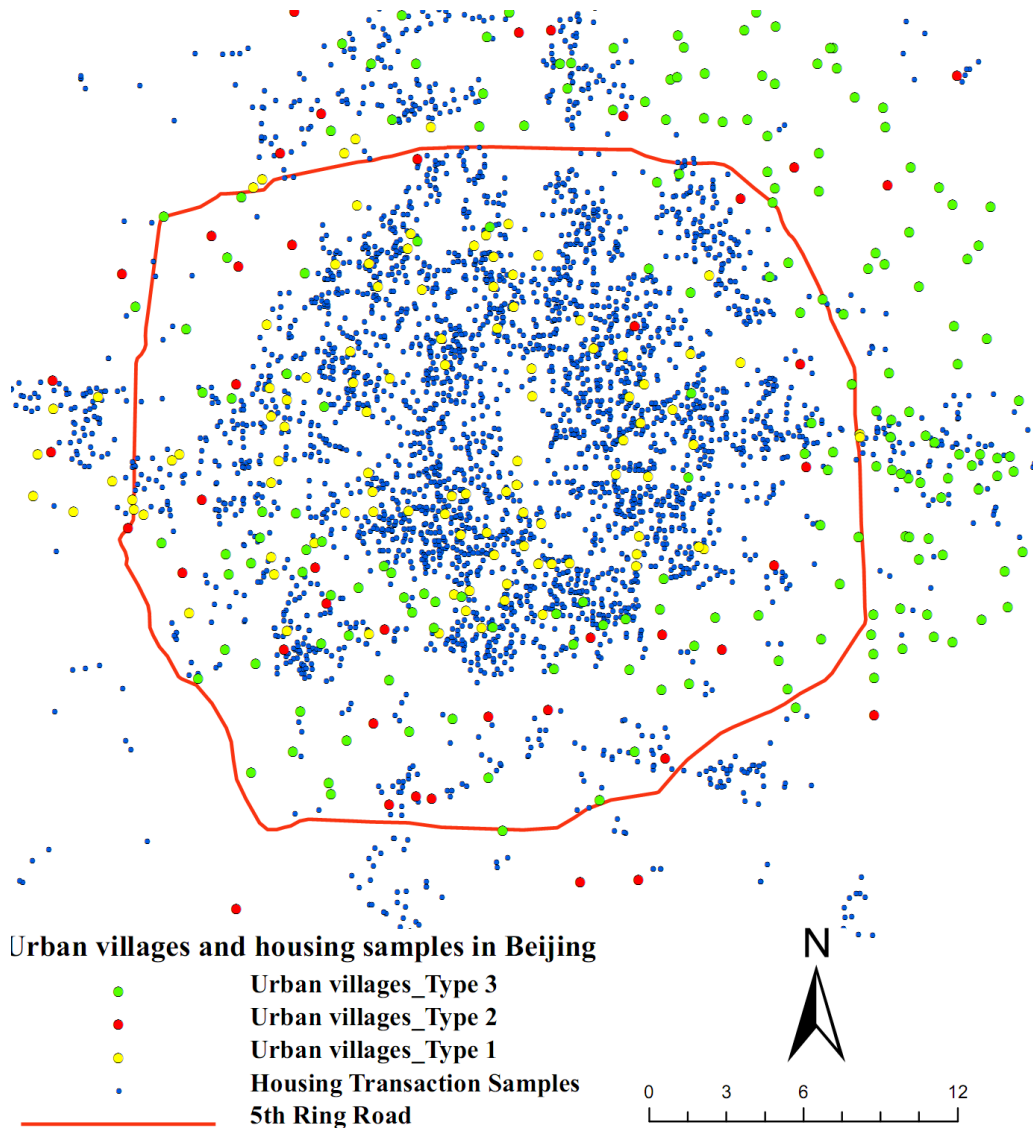 Urban villages and housing samples in Beijing
Urban villages_Type 3
Urban villages_Type 2
Urban villages_Type 1
Housing Transaction Samples
5th Ring Road
N
0 3 6 12